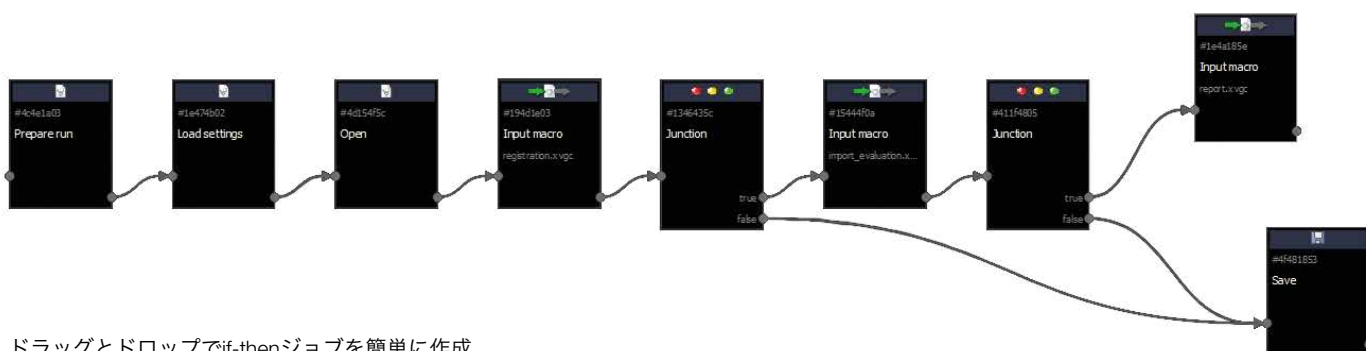 #4c4e1a03
Prepare run
#1e474b02
Load settings
#4d154f5c
Open
#194d1e03
Input macro
registration.xvgc
#1346435c
Junction
true
false
#15444f0a
Input macro
import_evaluation.x...
#411f4805
Junction
true
false
#1e4a185e
Input macro
report.xvgc
#4f481853
Save
ドラッグとドロップでif-thenジョブを簡単に作成